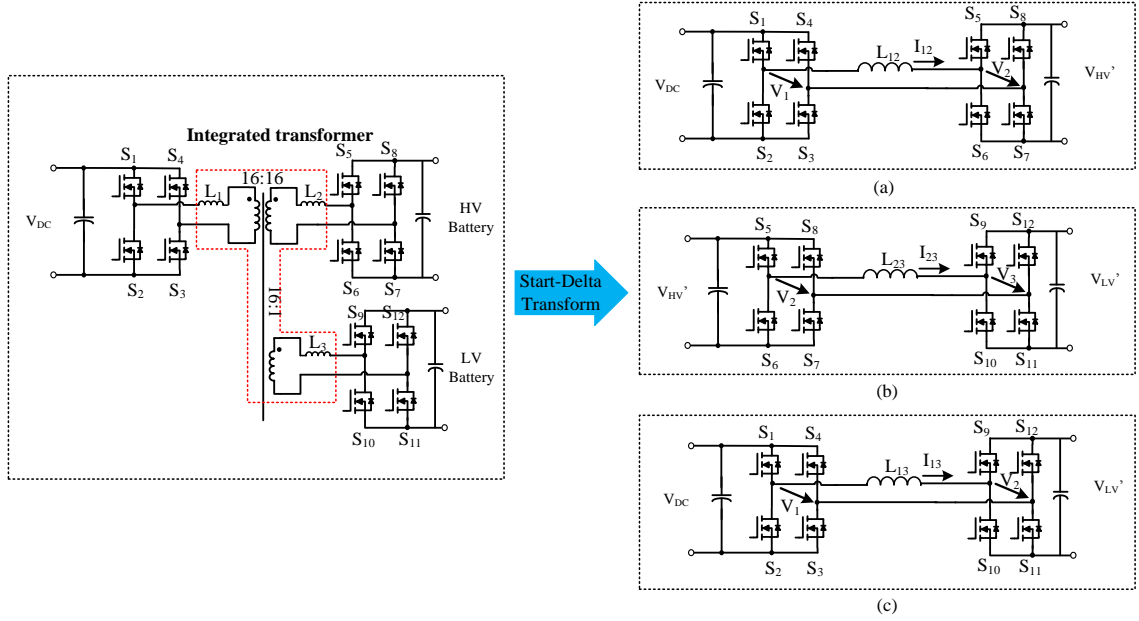 Integrated transformer
S1 S4
16:16
S5 S8
L1 L2
VDC
HV
Battery
S2 S3
S6 S7
16:1
S9 S12
L3
LV
Battery
S10 S11
Start-Delta
Transform
S1 S4
S5 S8
L12 I12
VDC
V1
V2
VHV’
S2 S3
S6 S7
(a)
S5 S8
S9 S12
L23 I23
VHV’
V2
V3
VLV’
S6 S7
S10 S11
(b)
S1 S4
S9 S12
L13 I13
VDC
V1
V2
VLV’
S2 S3
S10 S11
(c)